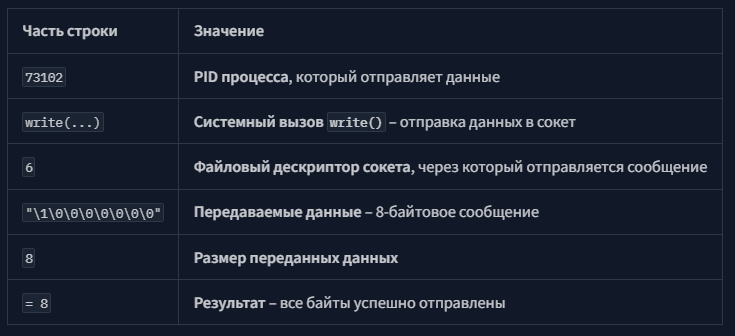 Часть строки Значение
73102 PID процесса, который отправляет данные
write(...) Системный вызов write() – отправка данных в сокет
6 Файловый дескриптор сокета, через который отправляется сообщение
"\1\0\0\0\0\0\0\0" Передаваемые данные – 8-байтовое сообщение
8 Размер переданных данных
= 8 Результат – все байты успешно отправлены